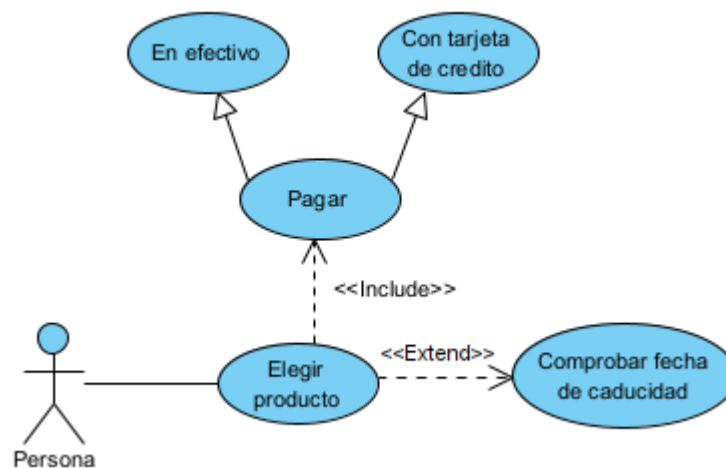 En efectivo
Con tarjeta
de credito
Pagar
<<Include>>
<<Extend>>
Elegir
producto
Comprobar fecha
de caducidad
Persona